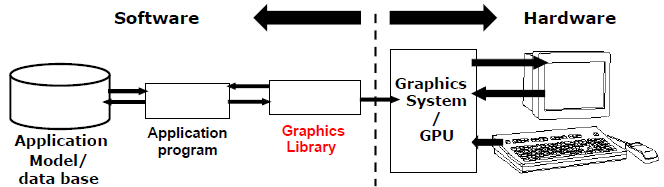 Software
Hardware
Application
Model/
data base
Application
program
Graphics
Library
Graphics
System
/
GPU